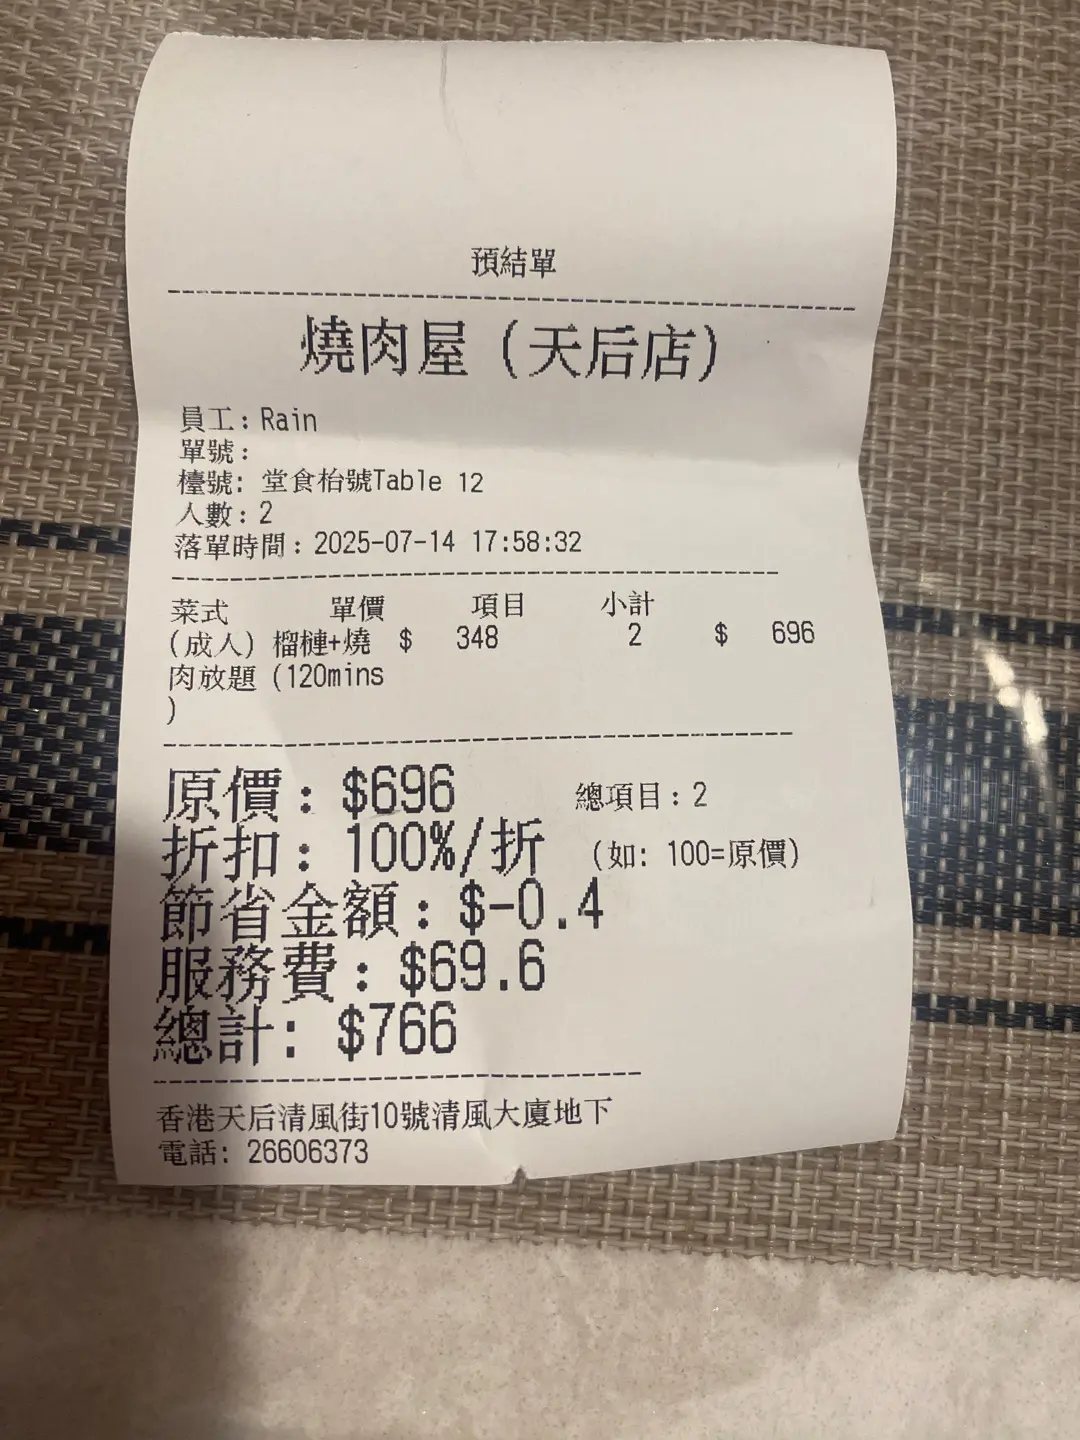 預結單
燒肉屋（天后店）
員工：Rain
單號：
檯號: 堂食枱號Table 12
人數：2
落單時間：2025-07-14 17:58:32
菜式 單價 項目 小計
(成人) 榴槤+燒 $ 348 2 $ 696
肉放題 (120mins
)
原價：$696 總項目：2
折扣：100%/折 (如: 100=原價)
節省金額：$-0.4
服務費：$69.6
總計: $766
香港天后清風街10號清風大廈地下
電話: 26606373